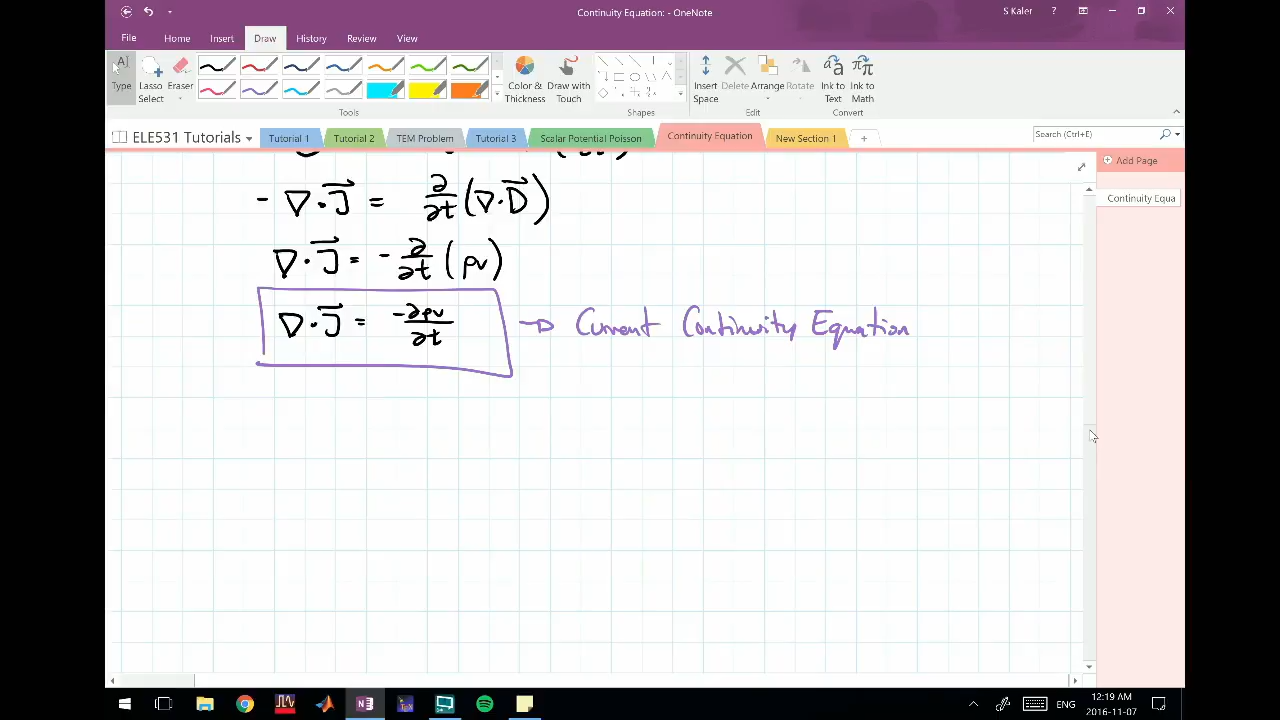 Continuity Equation: - OneNote
S Kaler
?
File
Home
Insert
Draw
History
Review
View
Type
Lasso Select
Eraser
Color & Thickness
Draw with Touch
Insert Space
Delete
Arrange
Rotate
Ink to Text
Ink to Math
Tools
Shapes
Edit
Convert
ELE531 Tutorials
Tutorial 1
Tutorial 2
TEM Problem
Tutorial 3
Scalar Potential Poisson
Continuity Equation
New Section 1
Search (Ctrl+E)
Add Page
Continuity Equa
- ∇·J⃗ = ∂/∂t (∇·D⃗)
∇·J⃗ = - ∂/∂t (ρv)
∇·J⃗ = -∂ρv/∂t → Current Continuity Equation
ENG
12:19 AM
2016-11-07